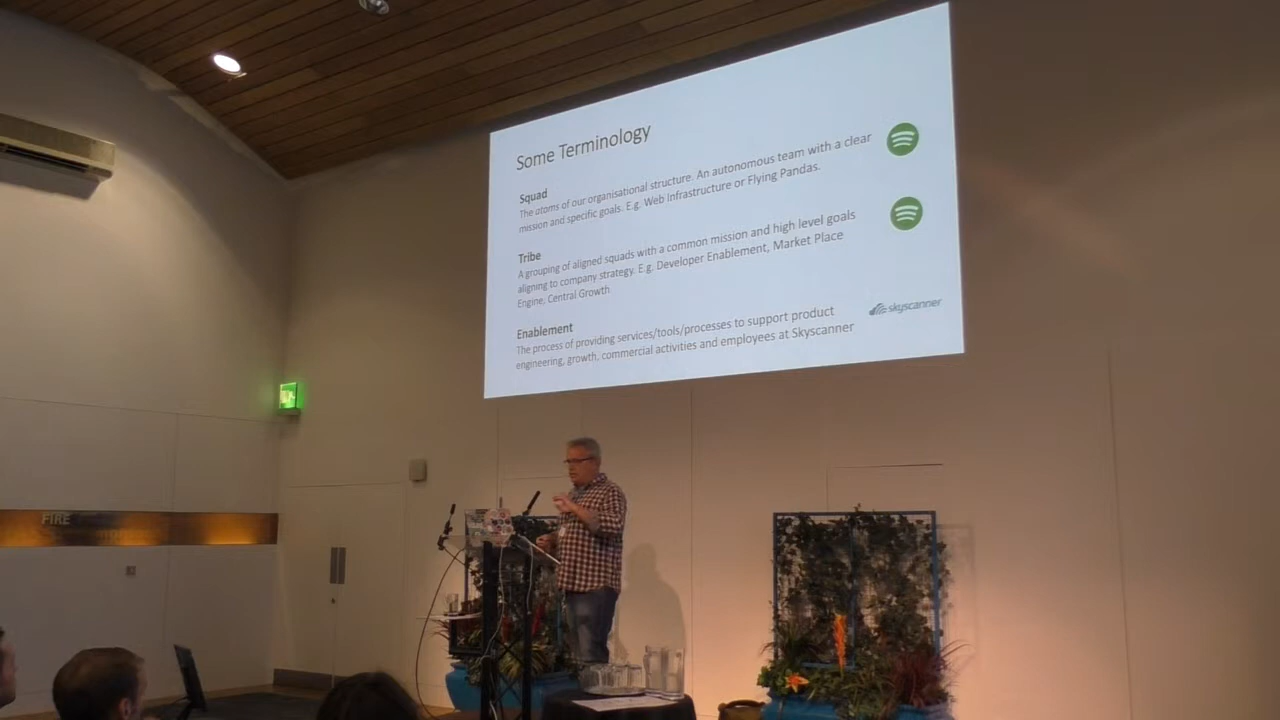 Some Terminology
Squad
The atoms of our organisational structure. An autonomous team with a clear
mission and specific goals. E.g. Web Infrastructure or Flying Pandas.
Tribe
A grouping of aligned squads with a common mission and high level goals
aligning to company strategy. E.g. Developer Enablement, Market Place
Engine, Central Growth
Enablement
The process of providing services/tools/processes to support product
engineering, growth, commercial activities and employees at Skyscanner
skyscanner
FIRE